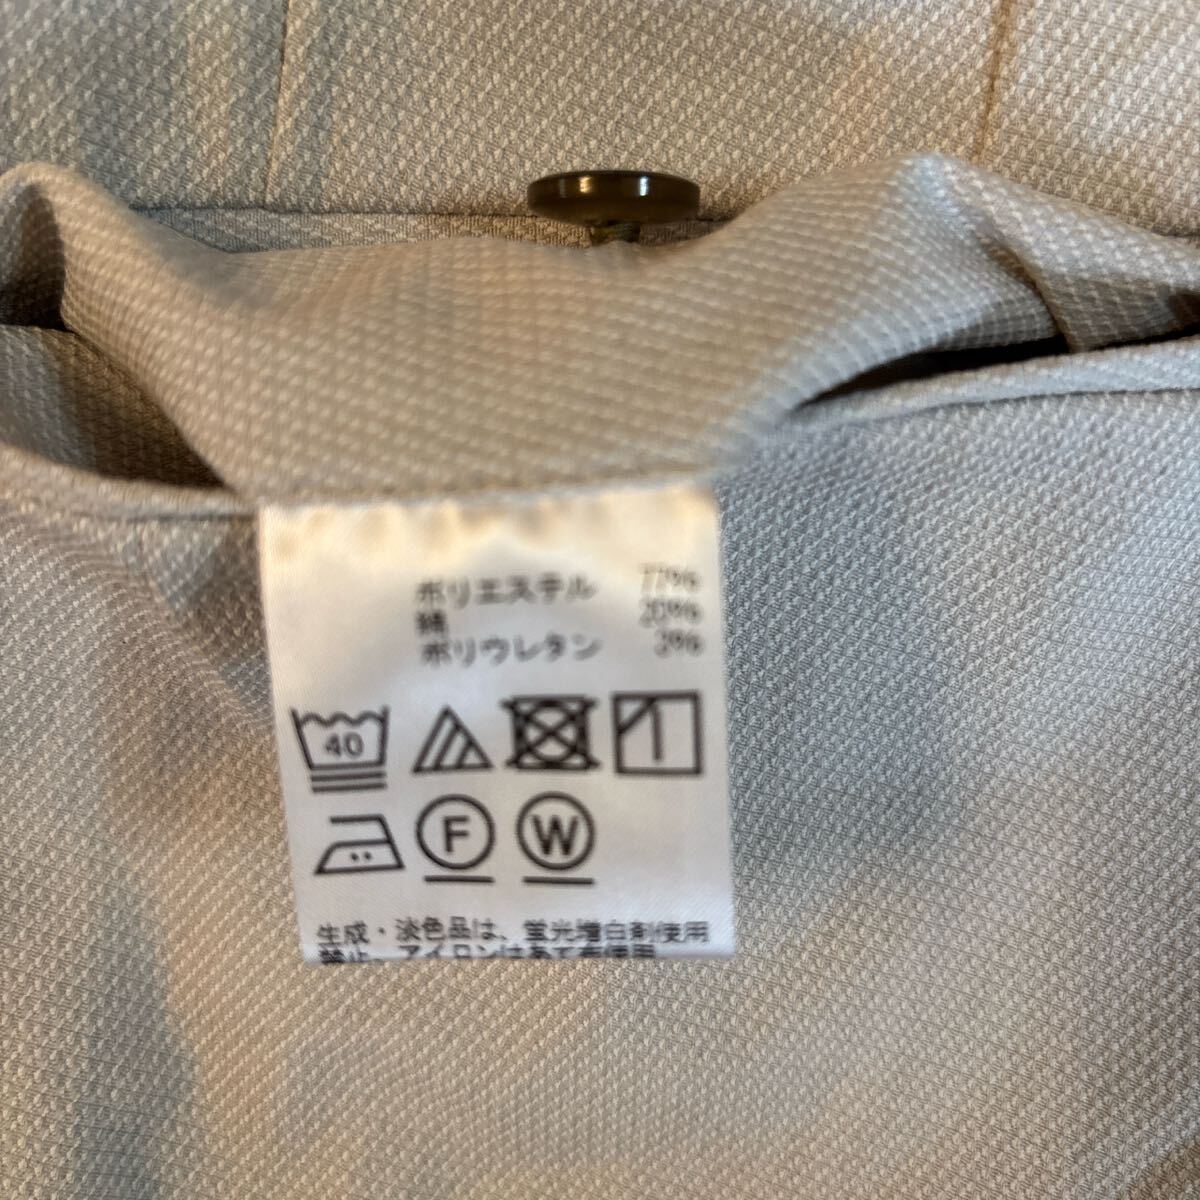 ポリエステル 77%
綿 20%
ポリウレタン 3%
40
F W
生成・淡色品は、蛍光増白剤使用
禁止、アイロンはあて布使用